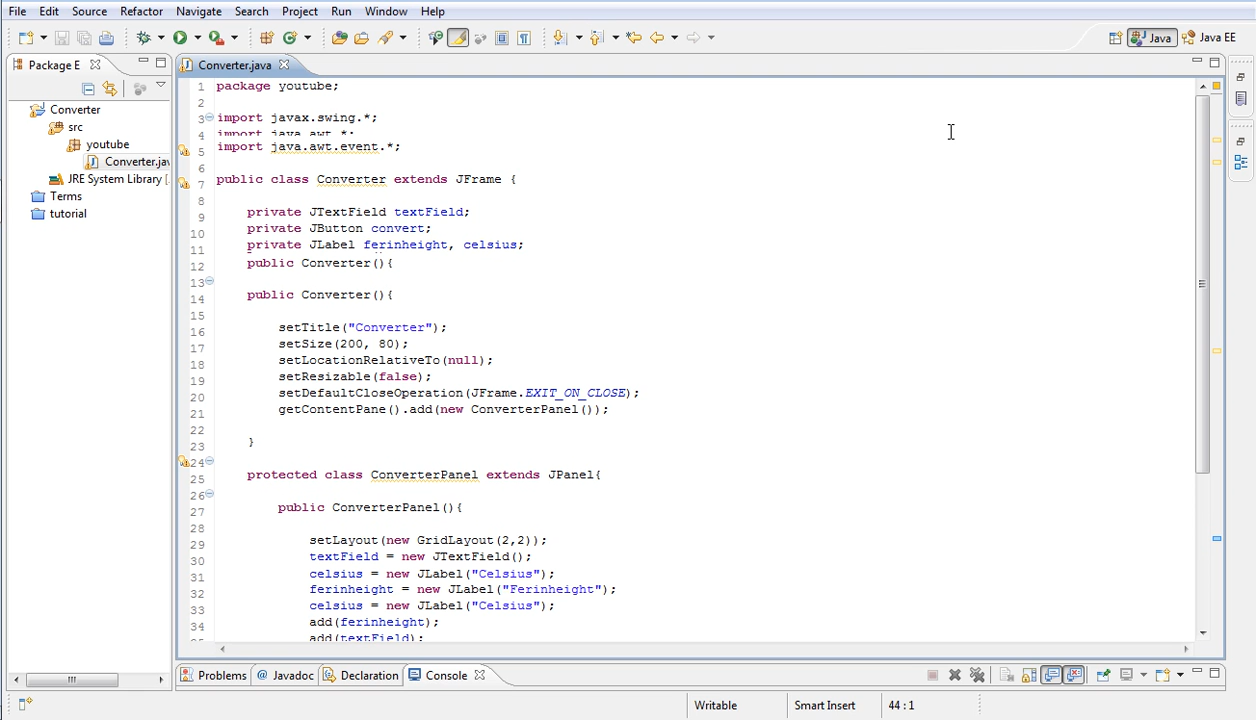 File Edit Source Refactor Navigate Search Project Run Window Help
Java Java EE
Package E
Converter.java
Converter
src
youtube
Converter.jav
JRE System Library [
Terms
tutorial
1 package youtube;
2
3 import javax.swing.*;
4 import java.awt.*;
5 import java.awt.event.*;
6
7 public class Converter extends JFrame {
8
9 private JTextField textField;
10 private JButton convert;
11 private JLabel ferinheight, celsius;
12 public Converter(){
13
14 public Converter(){
15
16 setTitle("Converter");
17 setSize(200, 80);
18 setLocationRelativeTo(null);
19 setResizable(false);
20 setDefaultCloseOperation(JFrame.EXIT_ON_CLOSE);
21 getContentPane().add(new ConverterPanel());
22
23 }
24
25 protected class ConverterPanel extends JPanel{
26
27 public ConverterPanel(){
28
29 setLayout(new GridLayout(2,2));
30 textField = new JTextField();
31 celsius = new JLabel("Celsius");
32 ferinheight = new JLabel("Ferinheight");
33 celsius = new JLabel("Celsius");
34 add(ferinheight);
add(textField);
Problems @ Javadoc Declaration Console
Writable Smart Insert 44 : 1